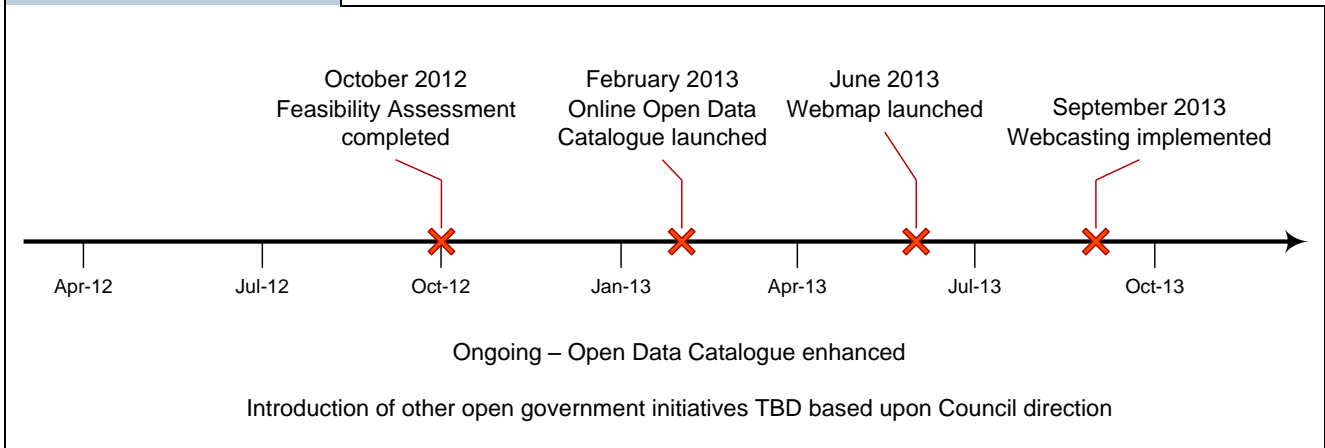 October 2012
Feasibility Assessment
completed
February 2013
Online Open Data
Catalogue launched
June 2013
Webmap launched
September 2013
Webcasting implemented
Apr-12
Jul-12
Oct-12
Jan-13
Apr-13
Jul-13
Oct-13
Ongoing – Open Data Catalogue enhanced
Introduction of other open government initiatives TBD based upon Council direction